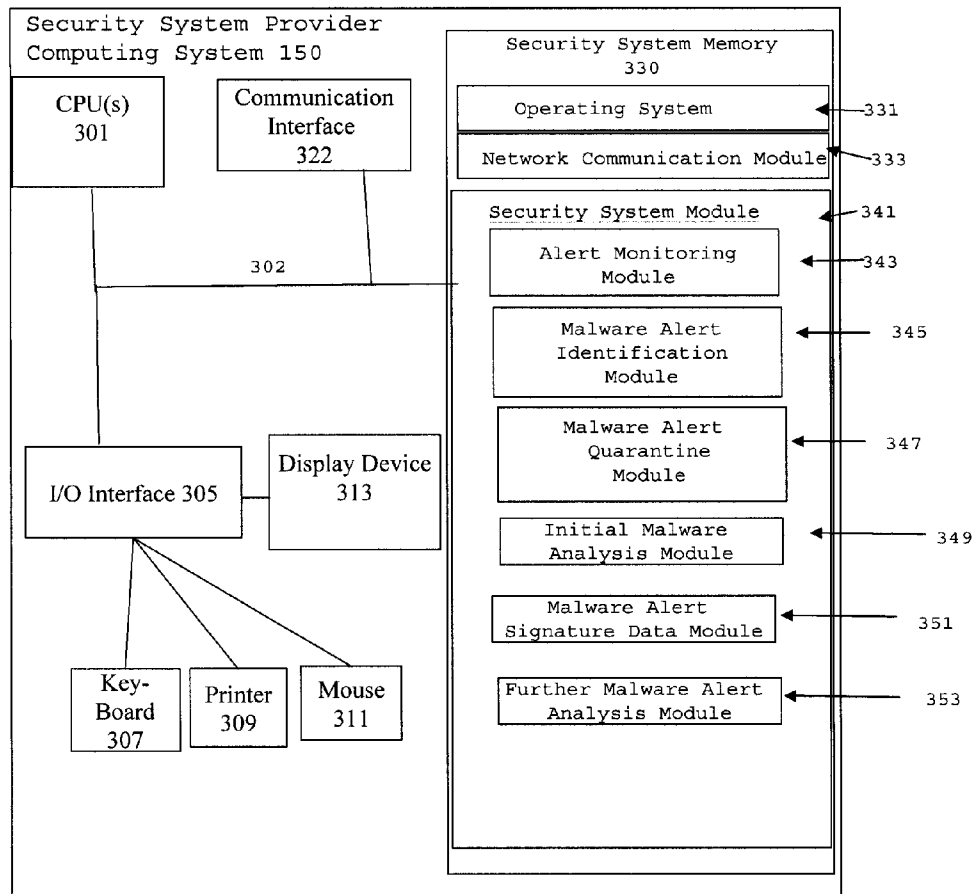 Security System Provider
Computing System 150
CPU(s)
301
Communication
Interface
322
302
I/O Interface 305
Display Device
313
Key-
Board
307
Printer
309
Mouse
311
Security System Memory
330
Operating System
331
Network Communication Module
333
Security System Module
341
Alert Monitoring
Module
343
Malware Alert
Identification
Module
345
Malware Alert
Quarantine
Module
347
Initial Malware
Analysis Module
349
Malware Alert
Signature Data Module
351
Further Malware Alert
Analysis Module
353